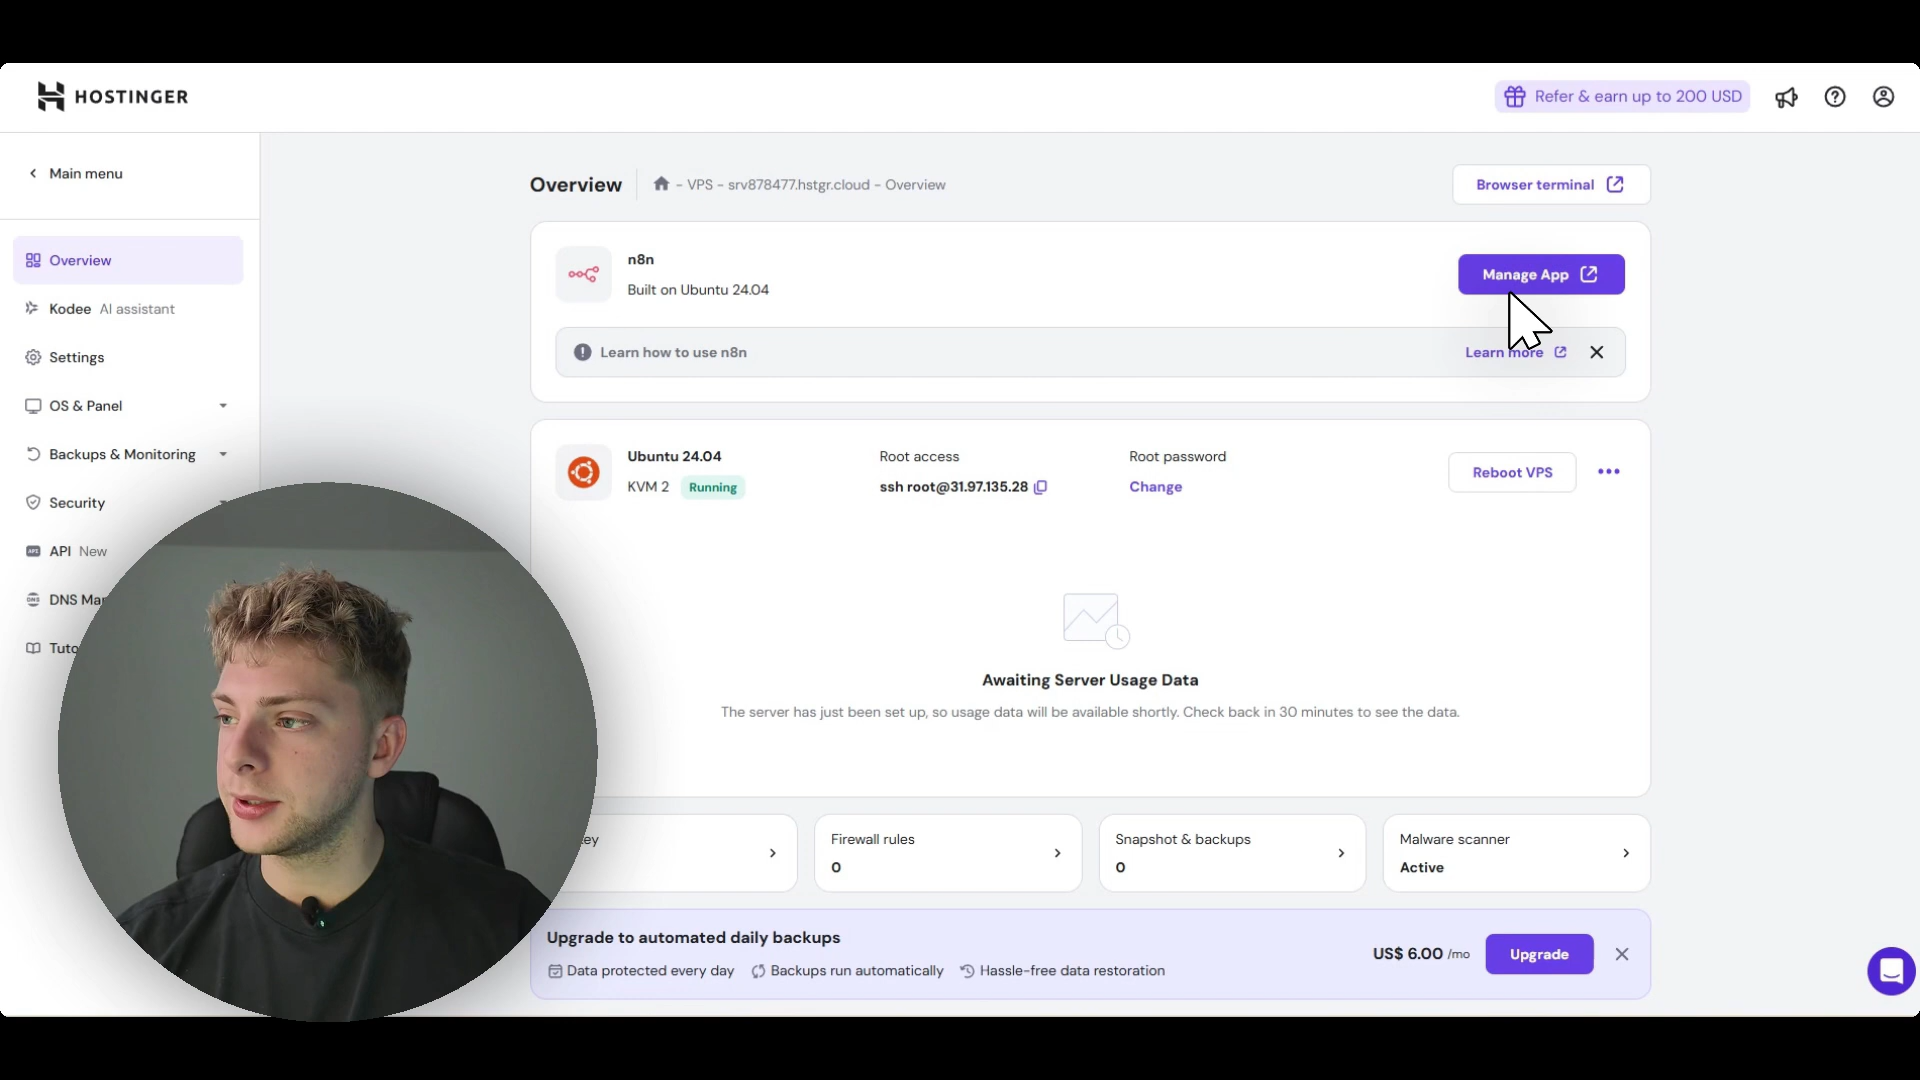 HOSTINGER
Refer & earn up to 200 USD
Main menu
Overview
- VPS - srv878477.hstgr.cloud - Overview
Browser terminal
Overview
n8n
Manage App
Built on Ubuntu 24.04
Kodee AI assistant
Learn how to use n8n
Learn more
Settings
OS & Panel
Ubuntu 24.04
Root access
Root password
Backups & Monitoring
KVM 2
Running
ssh root@31.97.135.28
Change
Reboot VPS
Security
API New
DNS
Awaiting Server Usage Data
The server has just been set up, so usage data will be available shortly. Check back in 30 minutes to see the data.
Firewall rules
0
Snapshot & backups
0
Malware scanner
Active
Upgrade to automated daily backups
Data protected every day
Backups run automatically
Hassle-free data restoration
US$ 6.00 /mo
Upgrade